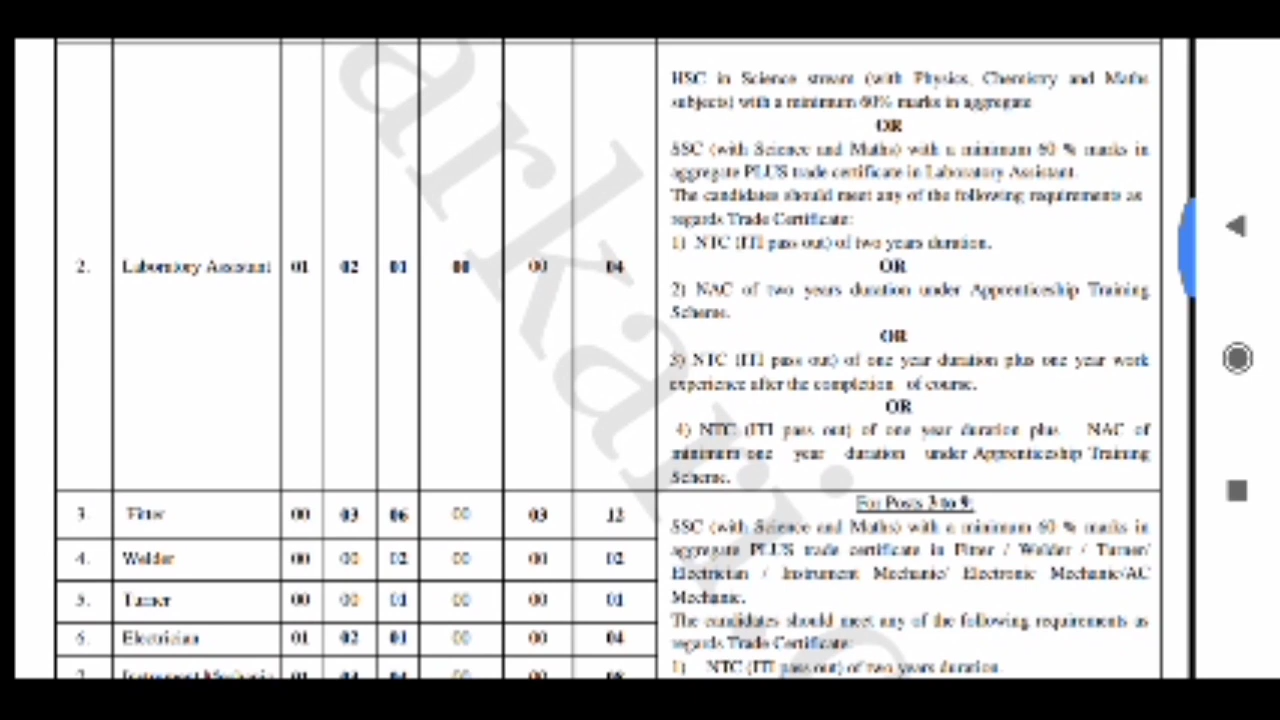 HSC in Science stream (with Physics, Chemistry and Maths
subjects) with a minimum 60% marks in aggregate
OR
SSC (with Science and Maths) with a minimum 60 % marks in
aggregate PLUS trade certificate in Laboratory Assistant.
The candidates should meet any of the following requirements as
regards Trade Certificate:
1) NTC (ITI pass out) of two years duration.
2. Laboratory Assistant 01 02 01 00 00 04
OR
2) NAC of two years duration under Apprenticeship Training
Scheme.
OR
3) NTC (ITI pass out) of one year duration plus one year work
experience after the completion of course.
OR
4) NTC (ITI pass out) of one year duration plus NAC of
minimum one year duration under Apprenticeship Training
Scheme.
3. Fitter 00 03 06 00 03 12
4. Welder 00 00 02 00 00 02
5. Turner 00 00 01 00 00 01
6. Electrician 01 02 01 00 00 04
7. Instrument Mechanic
For Posts 3 to 9:
SSC (with Science and Maths) with a minimum 60 % marks in
aggregate PLUS trade certificate in Fitter / Welder / Turner/
Electrician / Instrument Mechanic/ Electronic Mechanic/AC
Mechanic.
The candidates should meet any of the following requirements as
regards Trade Certificate:
1) NTC (ITI pass out) of two years duration.
arkari